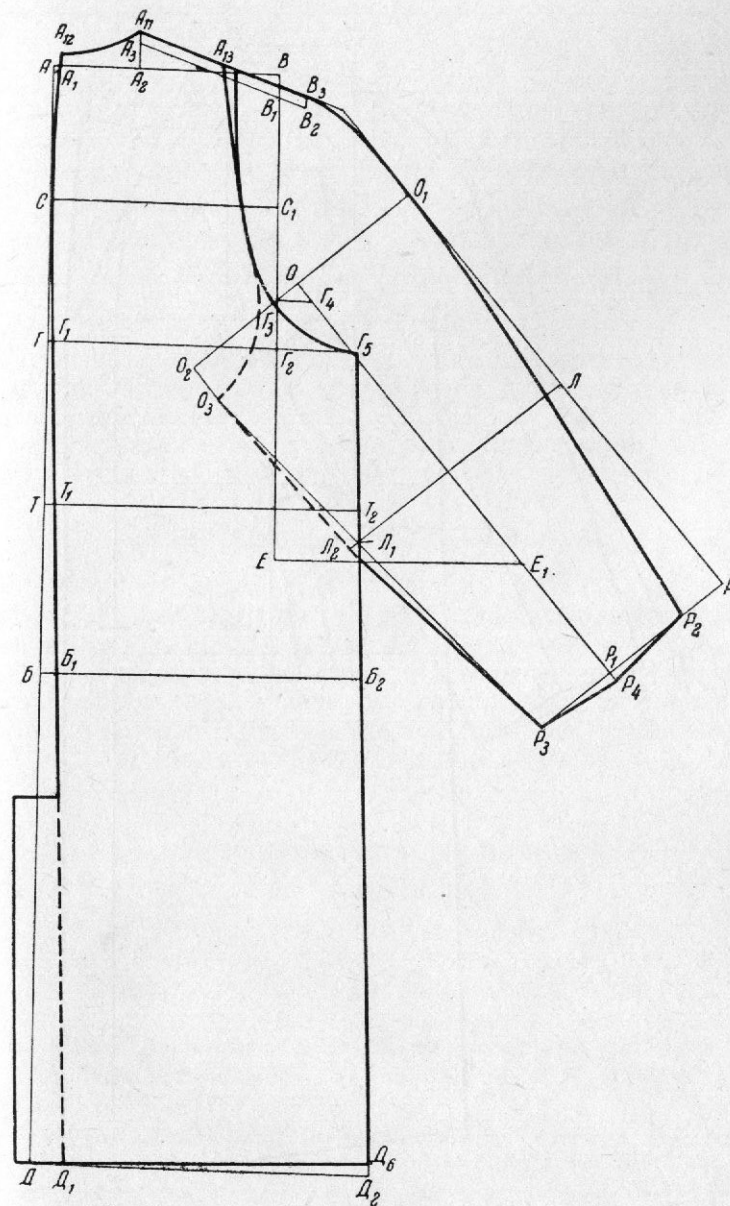 А₁₂ А₁₁
А₃ А₁₃
А А₁ А₂ В
В₁ В₃ В₂
С С₁ О₁
О Г₄
Г Г₁ Г₃ Г₂ Г₅
О₂ О₃ Л
Т Т₁ Т₂
Л₂ Л₁
Е Е₁ Р
Р₂
Б Б₁ Б₂ Р₁ Р₄
Р₃
Д Д₁ Д₂ Д₆